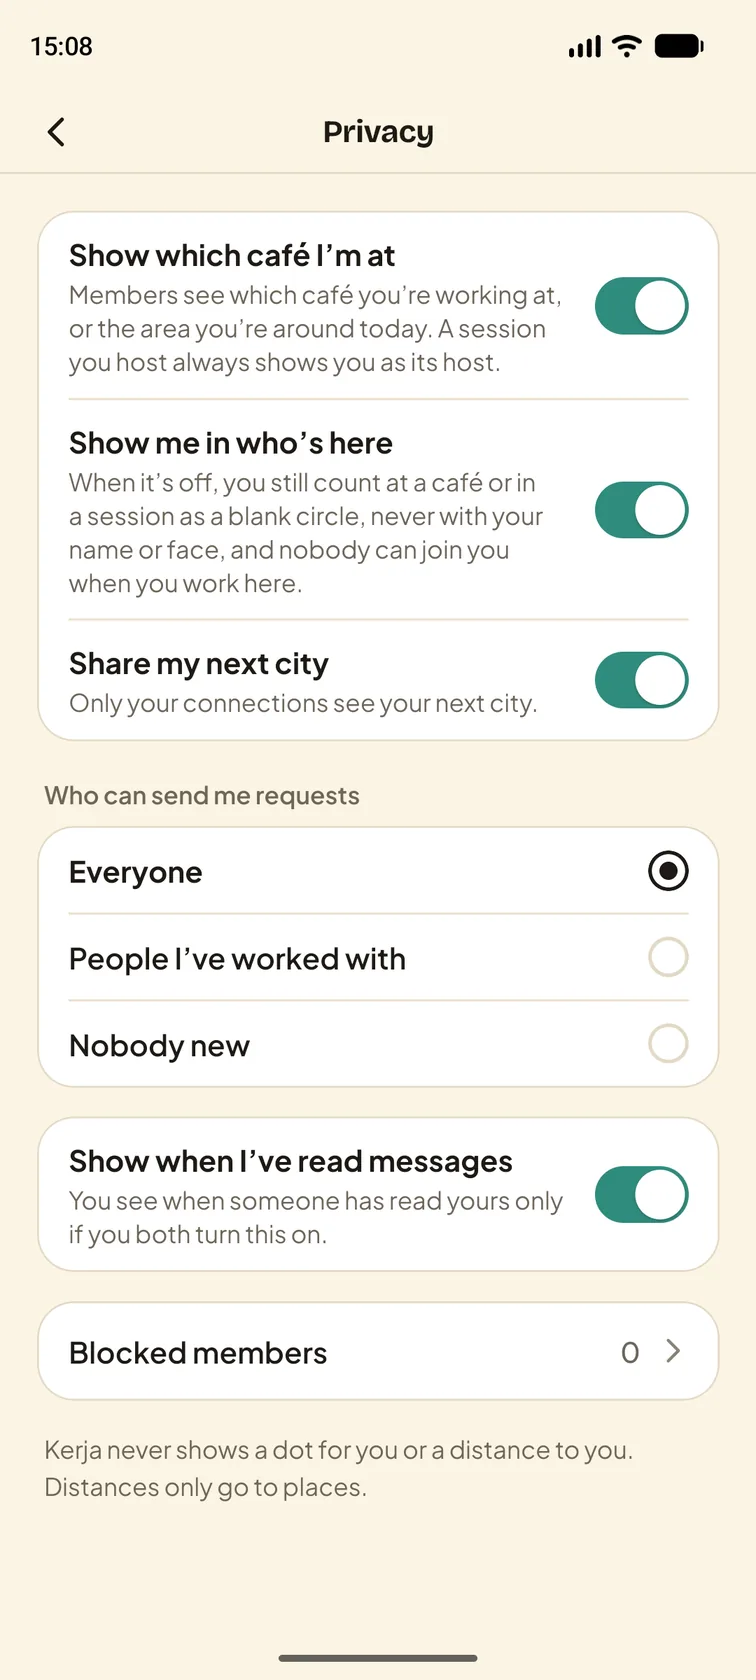 15:08
Privacy
Show which café I’m at
Members see which café you’re working at,
or the area you’re around today. A session
you host always shows you as its host.
Show me in who’s here
When it’s off, you still count at a café or in
a session as a blank circle, never with your
name or face, and nobody can join you
when you work here.
Share my next city
Only your connections see your next city.
Who can send me requests
Everyone
People I’ve worked with
Nobody new
Show when I’ve read messages
You see when someone has read yours only
if you both turn this on.
Blocked members 0
Kerja never shows a dot for you or a distance to you.
Distances only go to places.